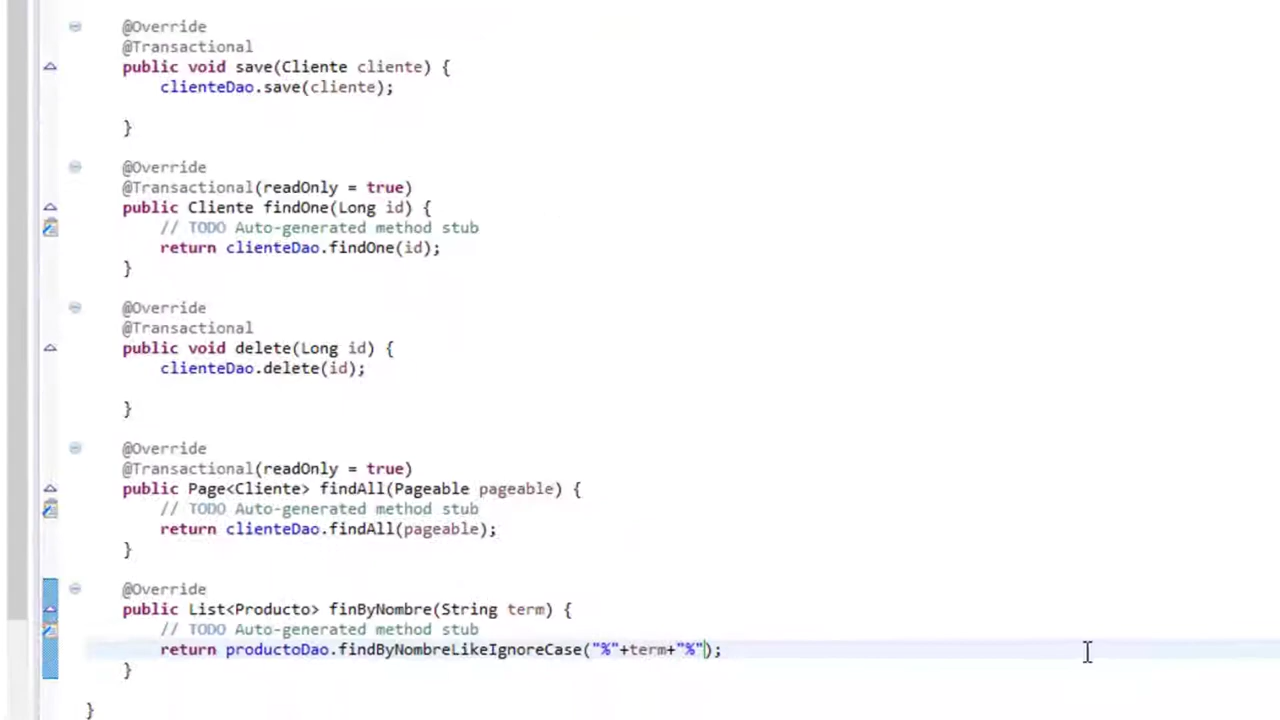 @Override
@Transactional
public void save(Cliente cliente) {
clienteDao.save(cliente);
}
@Override
@Transactional(readOnly = true)
public Cliente findOne(Long id) {
// TODO Auto-generated method stub
return clienteDao.findOne(id);
}
@Override
@Transactional
public void delete(Long id) {
clienteDao.delete(id);
}
@Override
@Transactional(readOnly = true)
public Page<Cliente> findAll(Pageable pageable) {
// TODO Auto-generated method stub
return clienteDao.findAll(pageable);
}
@Override
public List<Producto> finByNombre(String term) {
// TODO Auto-generated method stub
return productoDao.findByNombreLikeIgnoreCase("%"+term+"%");
}
}